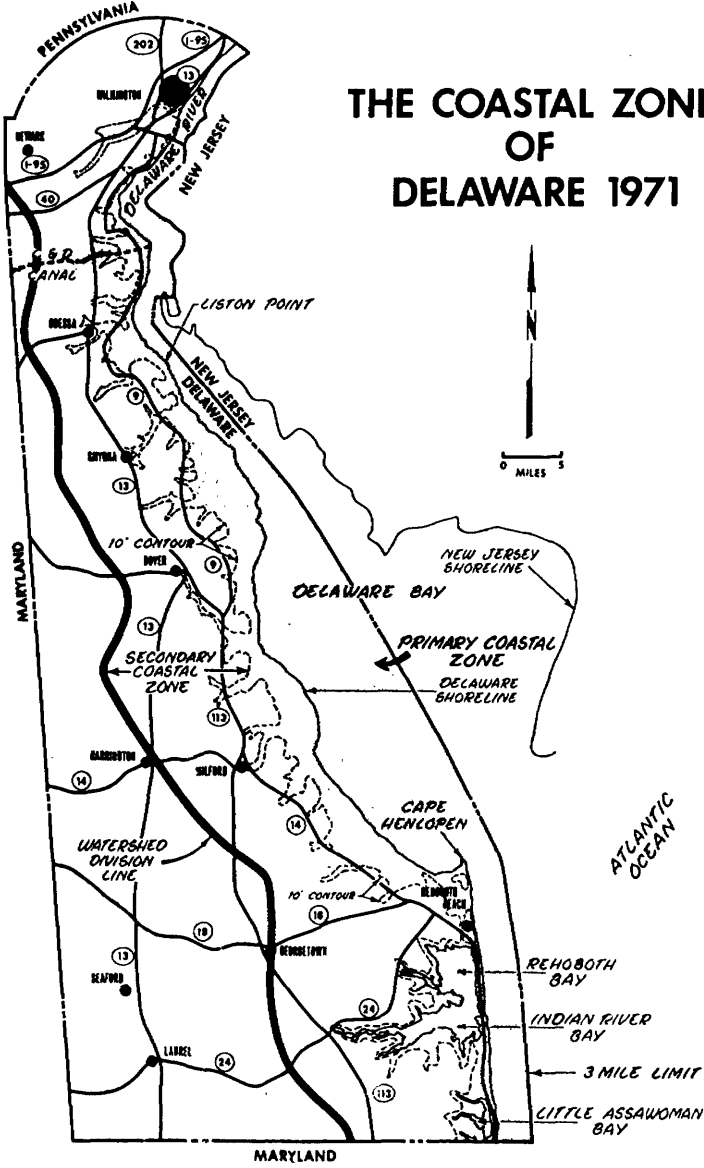 PENNSYLVANIA
202
I-95
13
WILMINGTON
THE COASTAL ZON
OF
DELAWARE 1971
NEWARK
I-95
40
DELAWARE RIVER
NEW JERSEY
C & D
CANAL
LISTON POINT
ODESSA
NEW JERSEY
DELAWARE
N
0 5
MILES
9
SMYRNA
13
10' CONTOUR
DOVER
9
NEW JERSEY
SHORELINE
MARYLAND
DELAWARE BAY
13
PRIMARY COASTAL
ZONE
SECONDARY
COASTAL
ZONE
DELAWARE
SHORELINE
113
HARRINGTON
MILFORD
14
14
CAPE
HENLOPEN
ATLANTIC
OCEAN
WATERSHED
DIVISION
LINE
10' CONTOUR
REHOBOTH
BEACH
18
16
GEORGETOWN
13
SEAFORD
REHOBOTH
BAY
24
INDIAN RIVER
BAY
LAUREL
24
3 MILE LIMIT
113
LITTLE ASSAWOMAN
BAY
MARYLAND